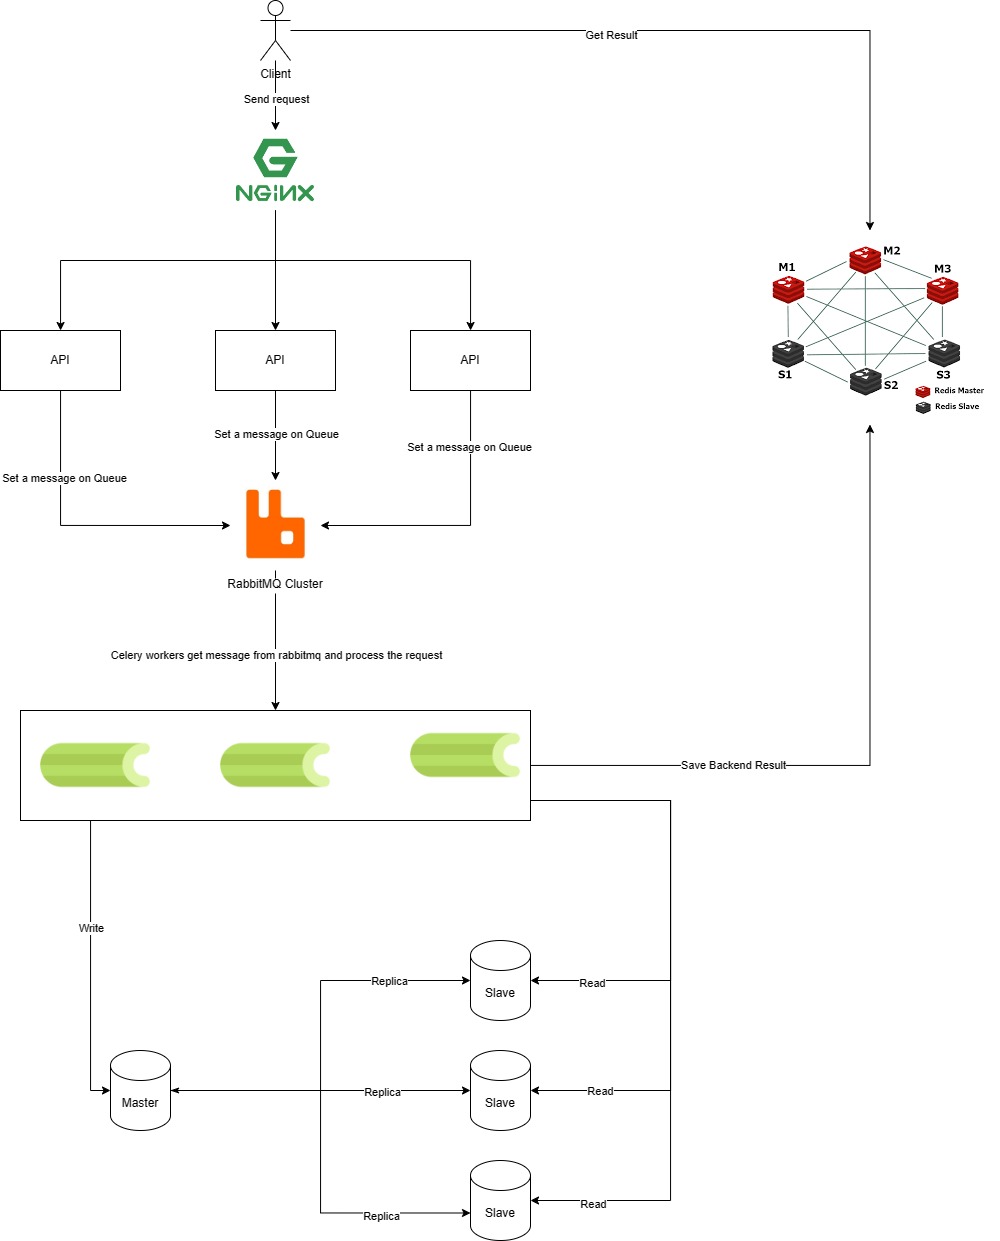 Client
Get Result
Send request
NGINX
M2
M1
M3
S1
S2
S3
Redis Master
Redis Slave
API
API
API
Set a message on Queue
Set a message on Queue
Set a message on Queue
RabbitMQ Cluster
Celery workers get message from rabbitmq and process the request
Save Backend Result
Write
Replica
Slave
Read
Master
Replica
Slave
Read
Replica
Slave
Read